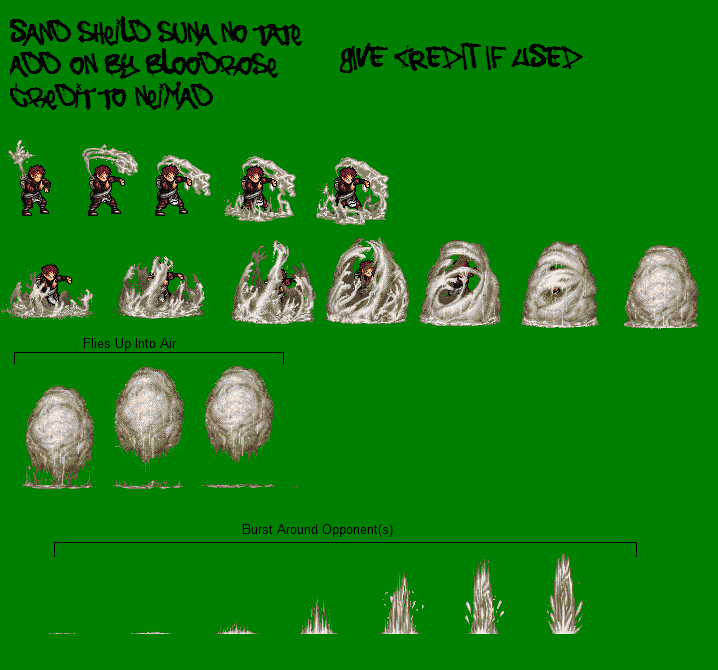 SAND SHEiLD SUNA NO TATE
ADD ON BY BLOODROSE
CREDIT TO NEiMAD
GIVE CREDIT IF USED
Flies Up Into Air
Burst Around Opponent(s)